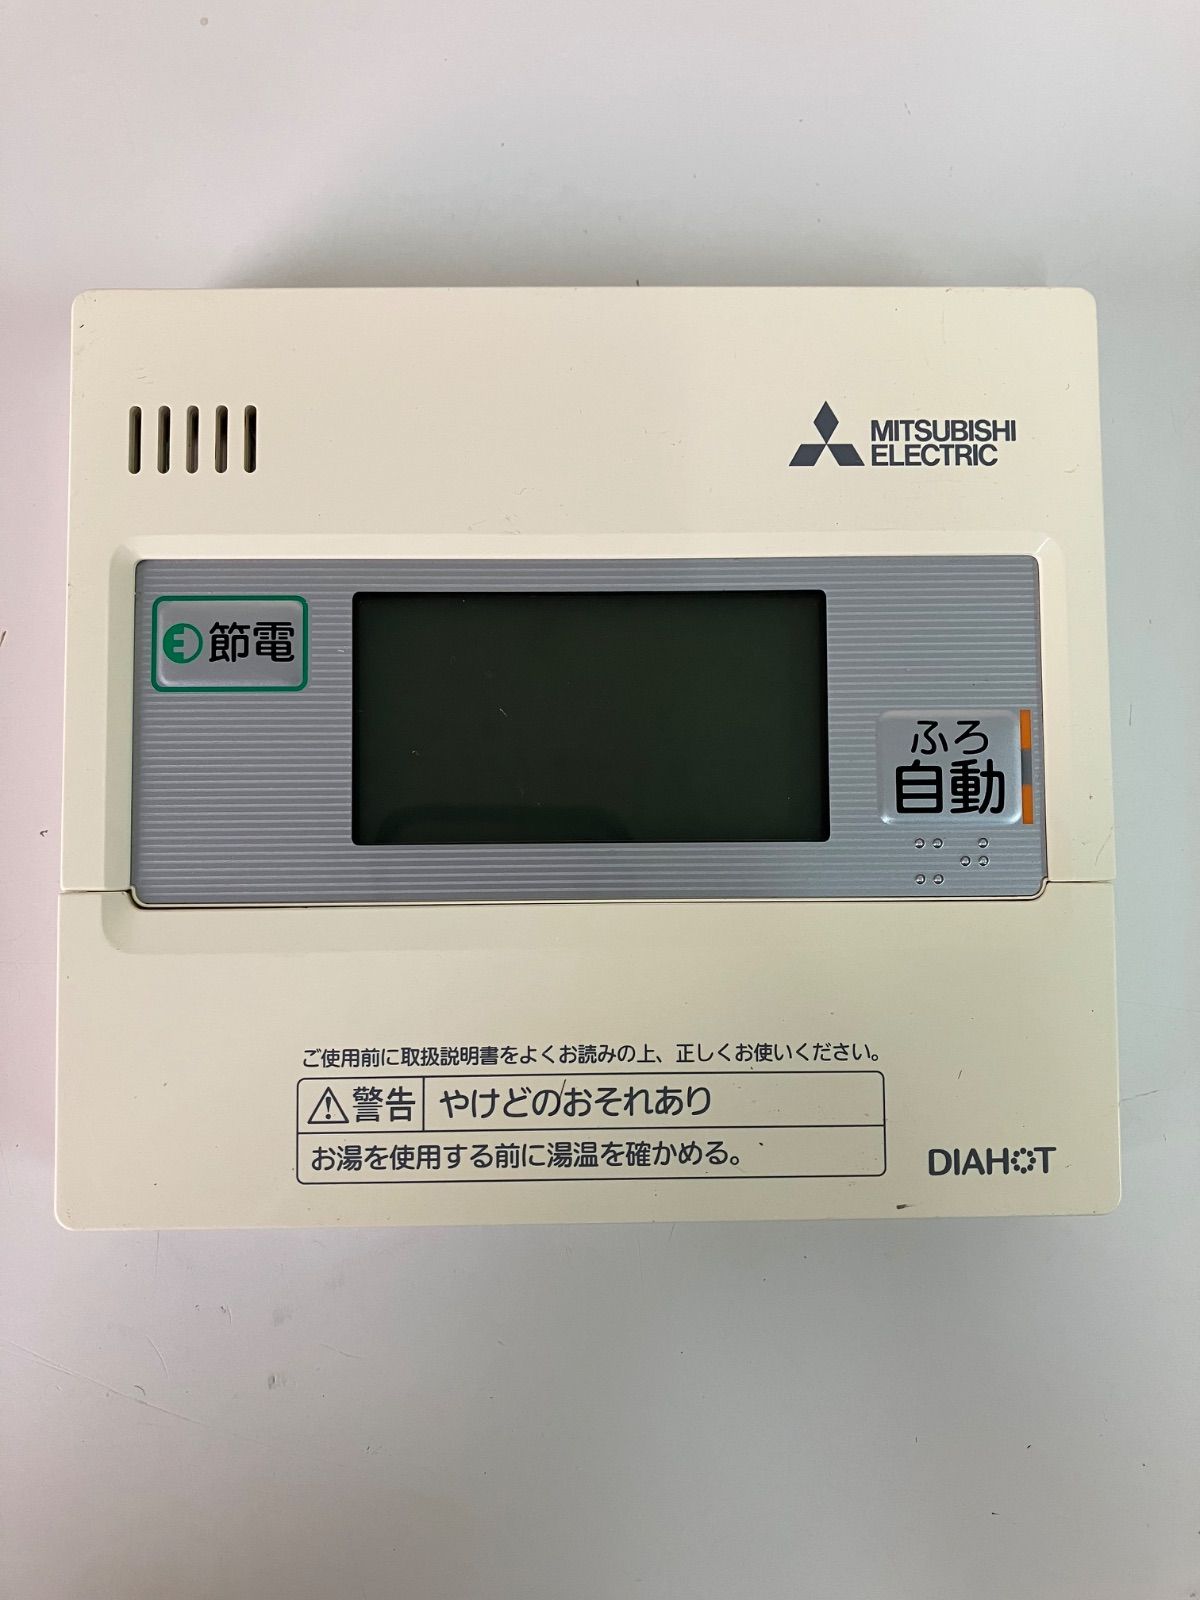 MITSUBISHI
ELECTRIC
節電
ふろ
自動
ご使用前に取扱説明書をよくお読みの上、正しくお使いください。
警告 やけどのおそれあり
お湯を使用する前に湯温を確かめる。
DIAHOT